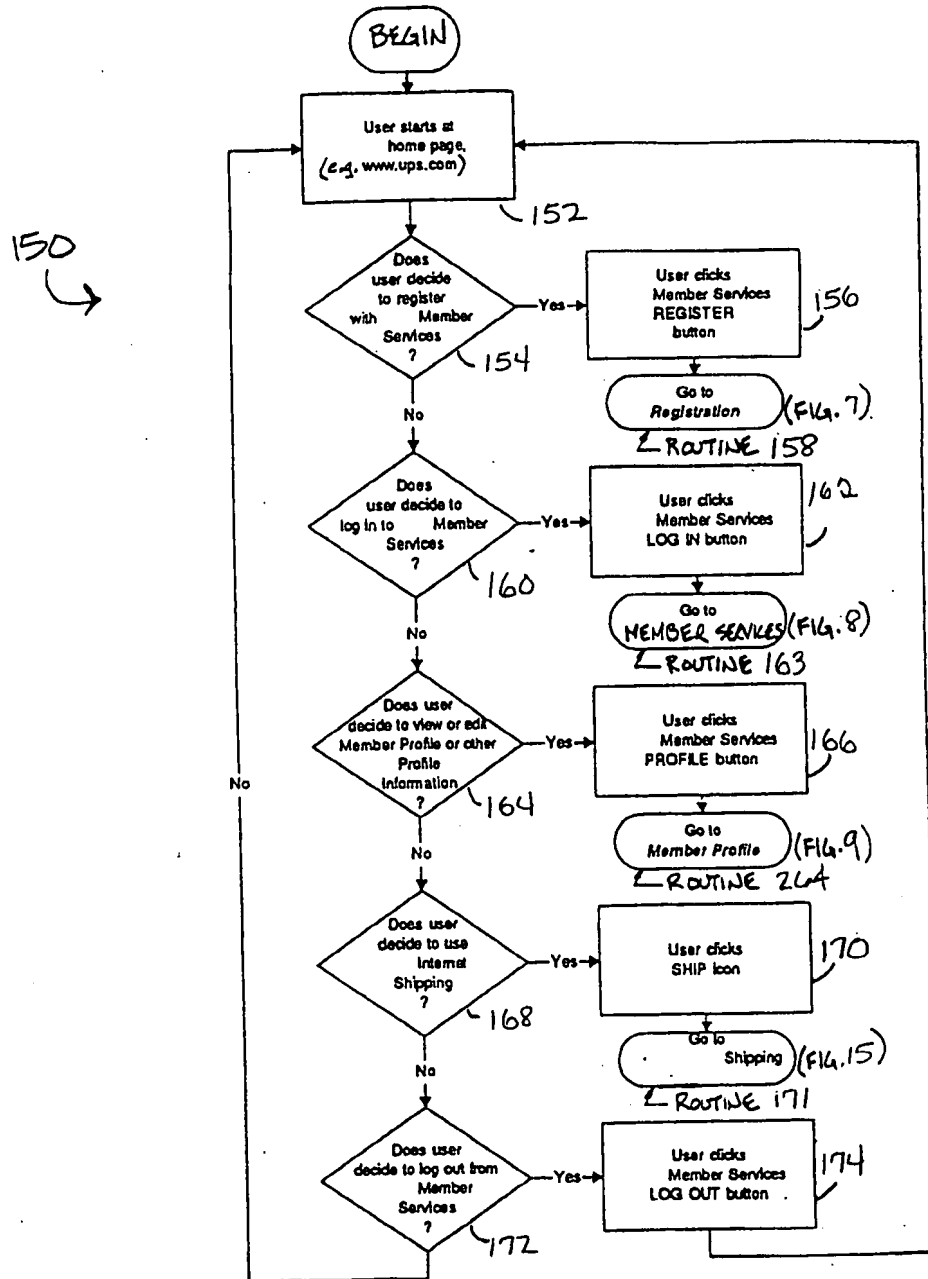 BEGIN
User starts at
home page,
(e.g. www.ups.com)
152
150
Does
user decide
to register
with Member
Services
?
154
Yes
User clicks
Member Services
REGISTER
button
156
Go to
Registration
(FIG. 7)
ROUTINE 158
No
Does
user decide to
log in to Member
Services
?
160
Yes
User clicks
Member Services
LOG IN button
162
Go to
MEMBER SERVICES (FIG. 8)
ROUTINE 163
No
Does user
decide to view or edit
Member Profile or other
Profile
Information
?
164
Yes
User clicks
Member Services
PROFILE button
166
Go to
Member Profile
(FIG. 9)
ROUTINE 264
No
No
Does user
decide to use
Internet
Shipping
?
168
Yes
User clicks
SHIP icon
170
Go to
Shipping
(FIG. 15)
ROUTINE 171
No
Does user
decide to log out from
Member
Services
?
172
Yes
User clicks
Member Services
LOG OUT button
174